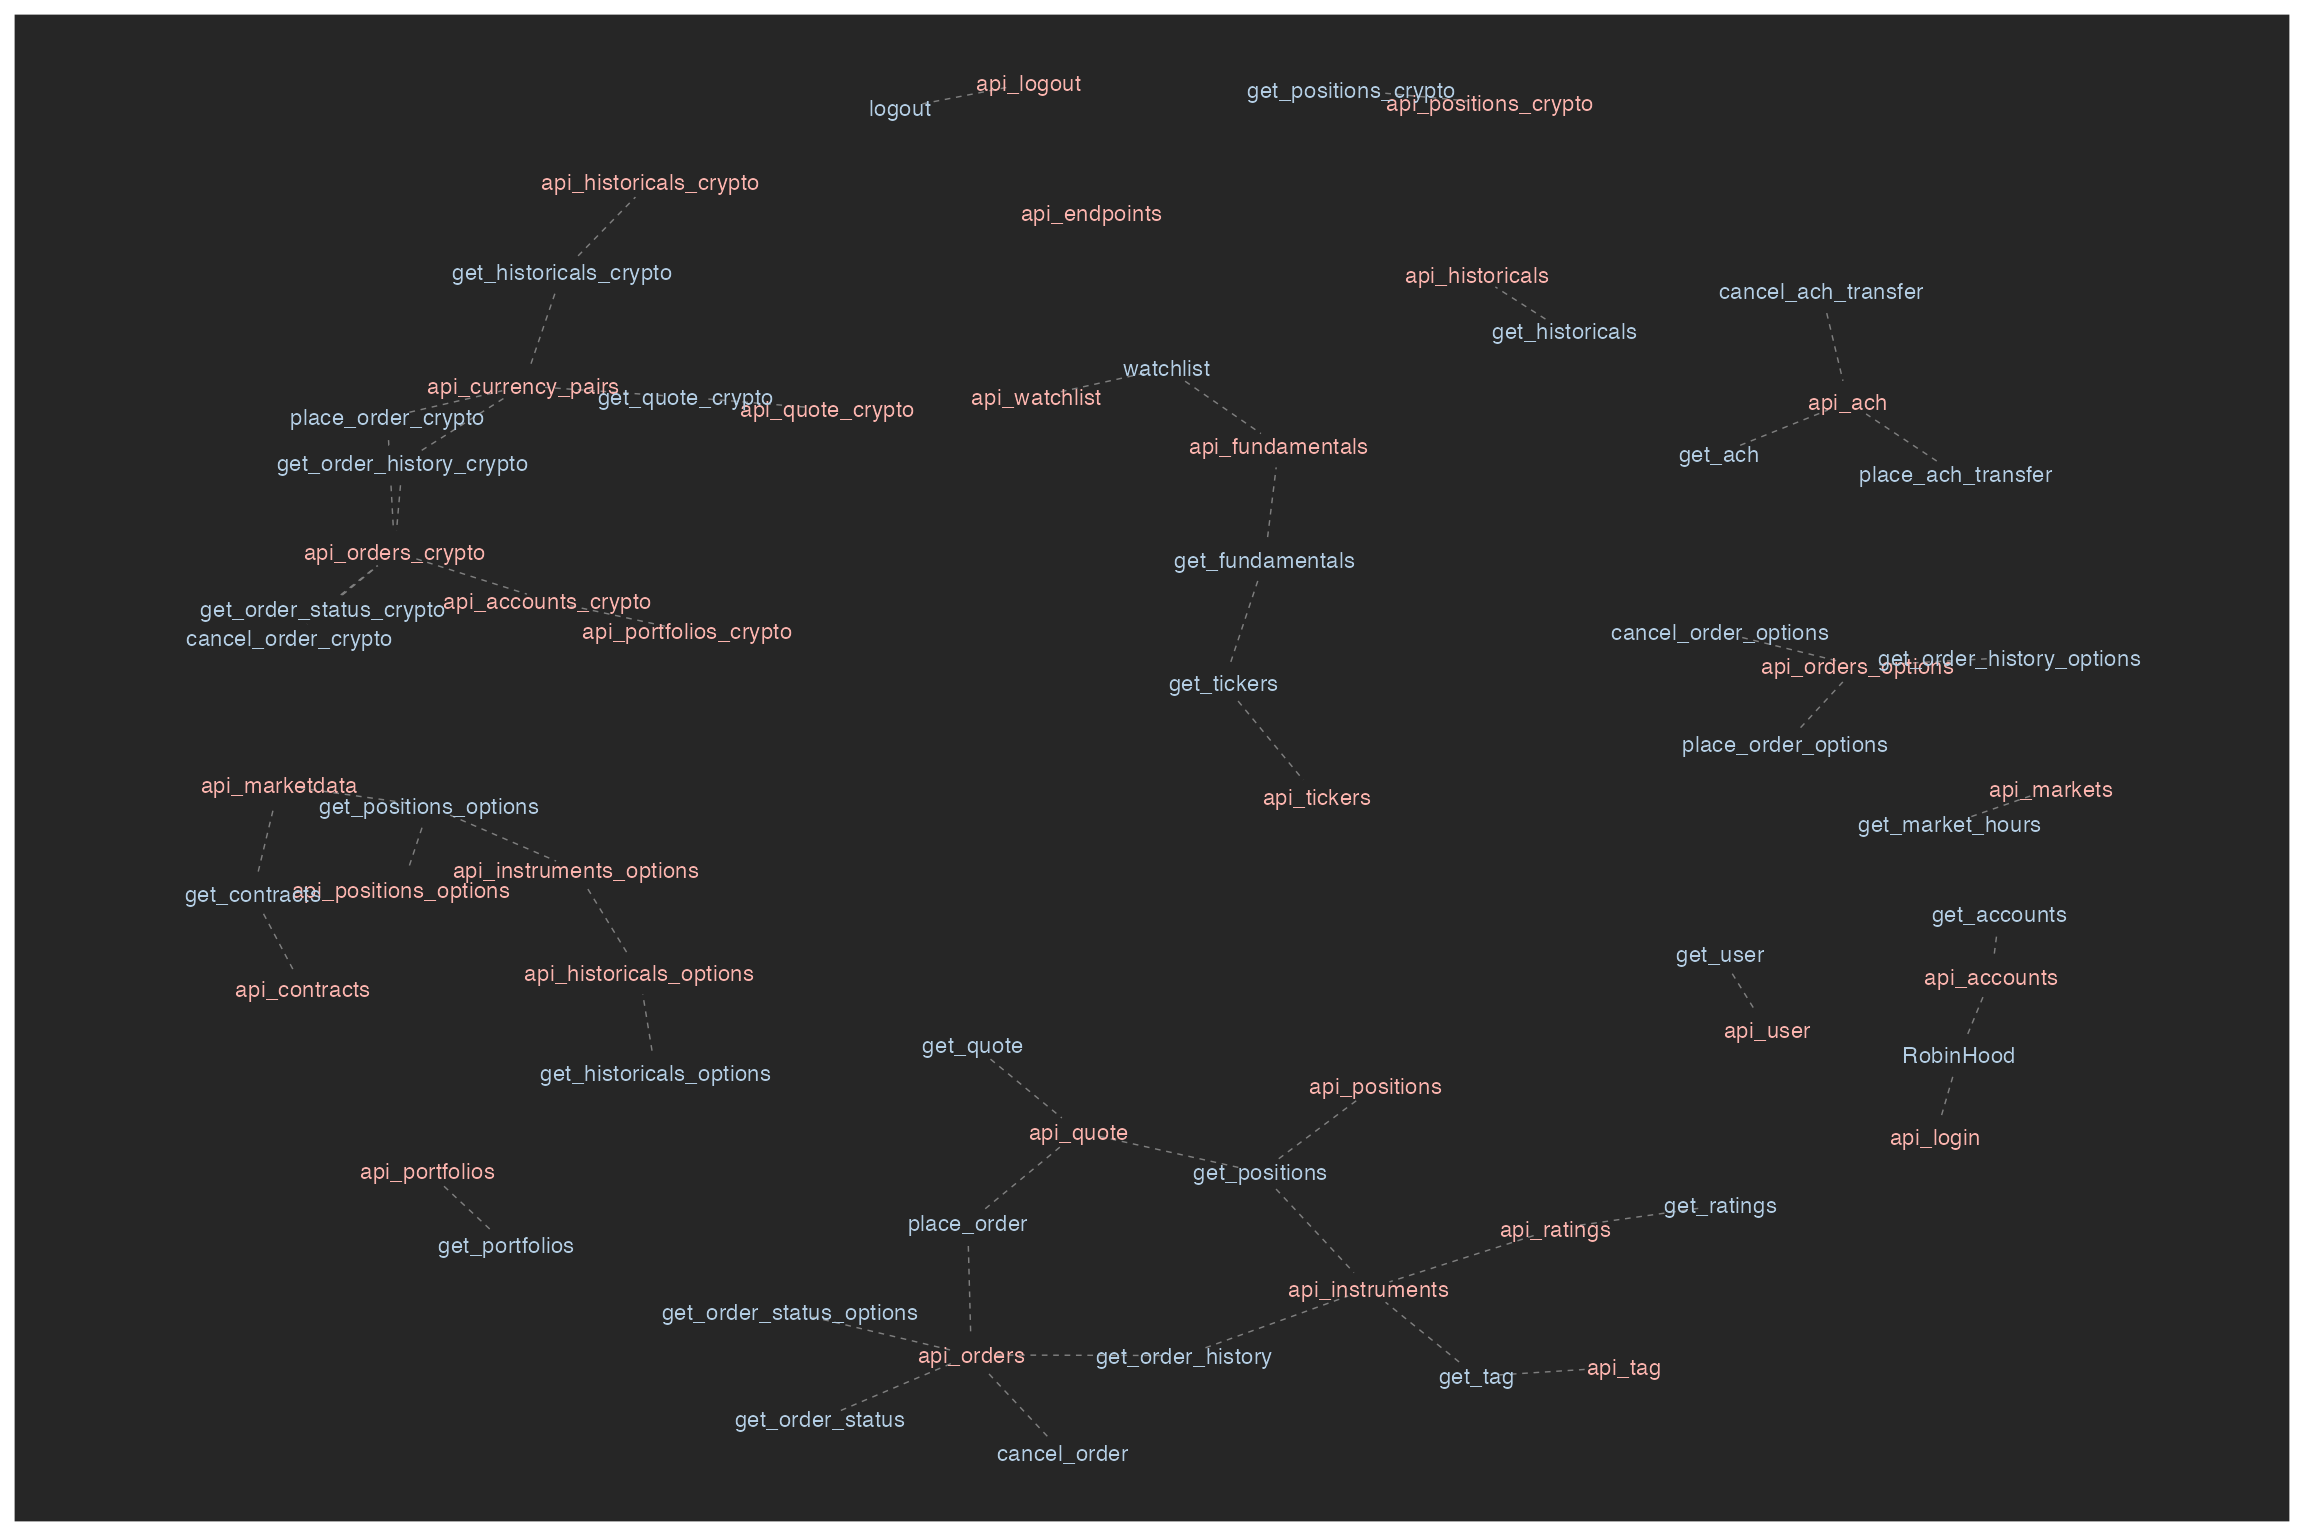 api_logout
get_positions_crypto
api_positions_crypto
logout
api_historicals_crypto
api_endpoints
get_historicals_crypto
api_historicals
cancel_ach_transfer
get_historicals
watchlist
api_currency_pairs
get_quote_crypto
api_watchlist
api_ach
api_quote_crypto
place_order_crypto
api_fundamentals
get_ach
get_order_history_crypto
place_ach_transfer
api_orders_crypto
get_fundamentals
api_accounts_crypto
get_order_status_crypto
api_portfolios_crypto
cancel_order_options
cancel_order_crypto
get_order_history_options
api_orders_options
get_tickers
place_order_options
api_marketdata
api_markets
api_tickers
get_positions_options
get_market_hours
api_instruments_options
api_positions_options
get_contracts
get_accounts
get_user
api_historicals_options
api_accounts
api_contracts
api_user
get_quote
RobinHood
get_historicals_options
api_positions
api_quote
api_login
api_portfolios
get_positions
get_ratings
place_order
api_ratings
get_portfolios
api_instruments
get_order_status_options
api_orders
get_order_history
api_tag
get_tag
get_order_status
cancel_order